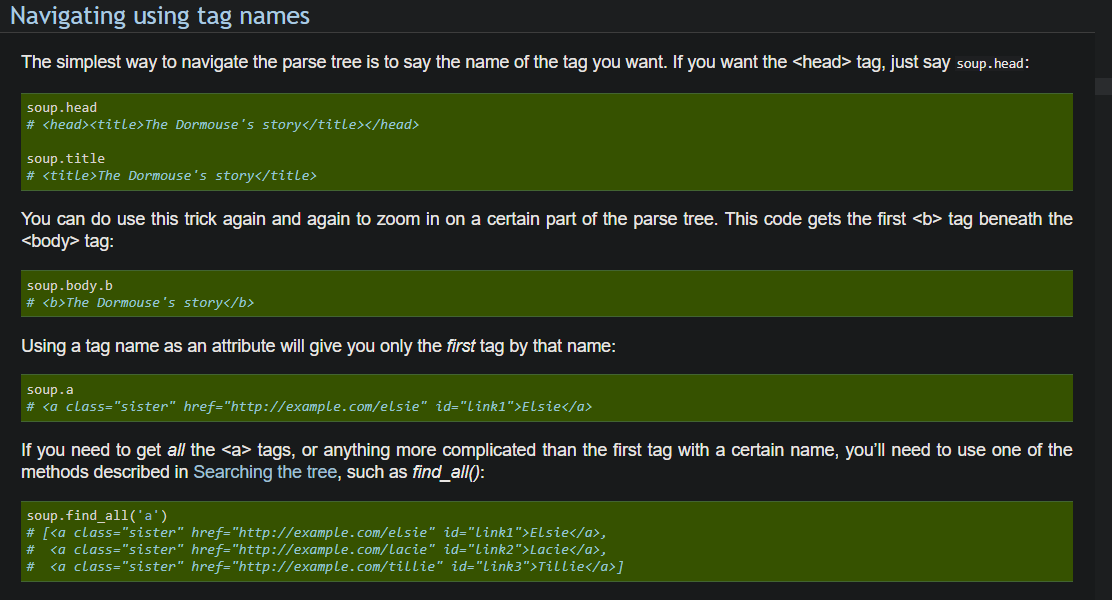 Navigating using tag names
The simplest way to navigate the parse tree is to say the name of the tag you want. If you want the <head> tag, just say soup.head:
soup.head
# <head><title>The Dormouse's story</title></head>
soup.title
# <title>The Dormouse's story</title>
You can do use this trick again and again to zoom in on a certain part of the parse tree. This code gets the first <b> tag beneath the
<body> tag:
soup.body.b
# <b>The Dormouse's story</b>
Using a tag name as an attribute will give you only the first tag by that name:
soup.a
# <a class="sister" href="http://example.com/elsie" id="link1">Elsie</a>
If you need to get all the <a> tags, or anything more complicated than the first tag with a certain name, you’ll need to use one of the
methods described in Searching the tree, such as find_all():
soup.find_all('a')
# [<a class="sister" href="http://example.com/elsie" id="link1">Elsie</a>,
#  <a class="sister" href="http://example.com/lacie" id="link2">Lacie</a>,
#  <a class="sister" href="http://example.com/tillie" id="link3">Tillie</a>]